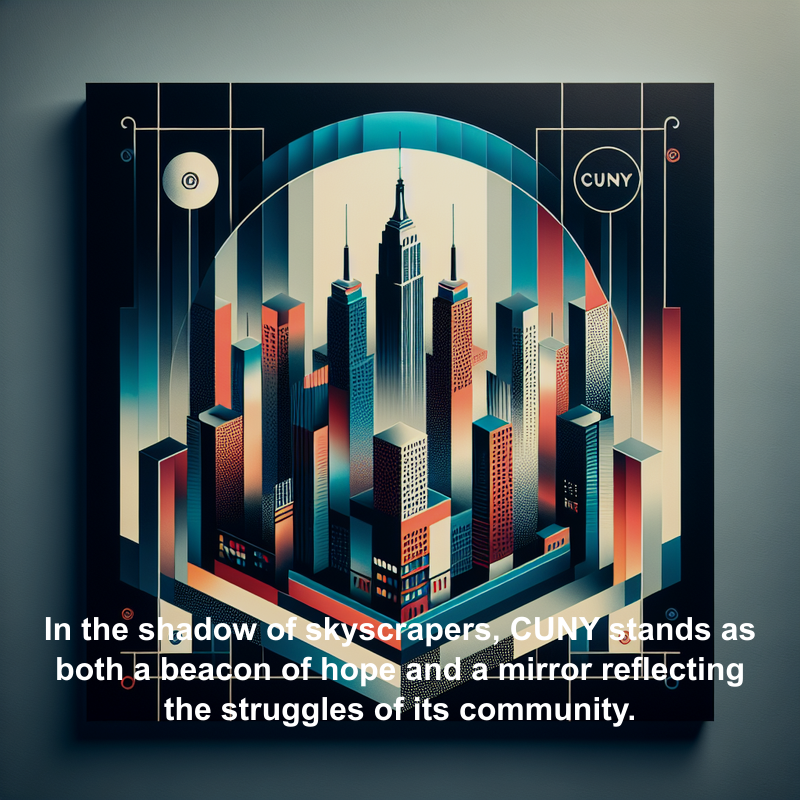 CUNY
In the shadow of skyscrapers, CUNY stands as
both a beacon of hope and a mirror reflecting
the struggles of its community.